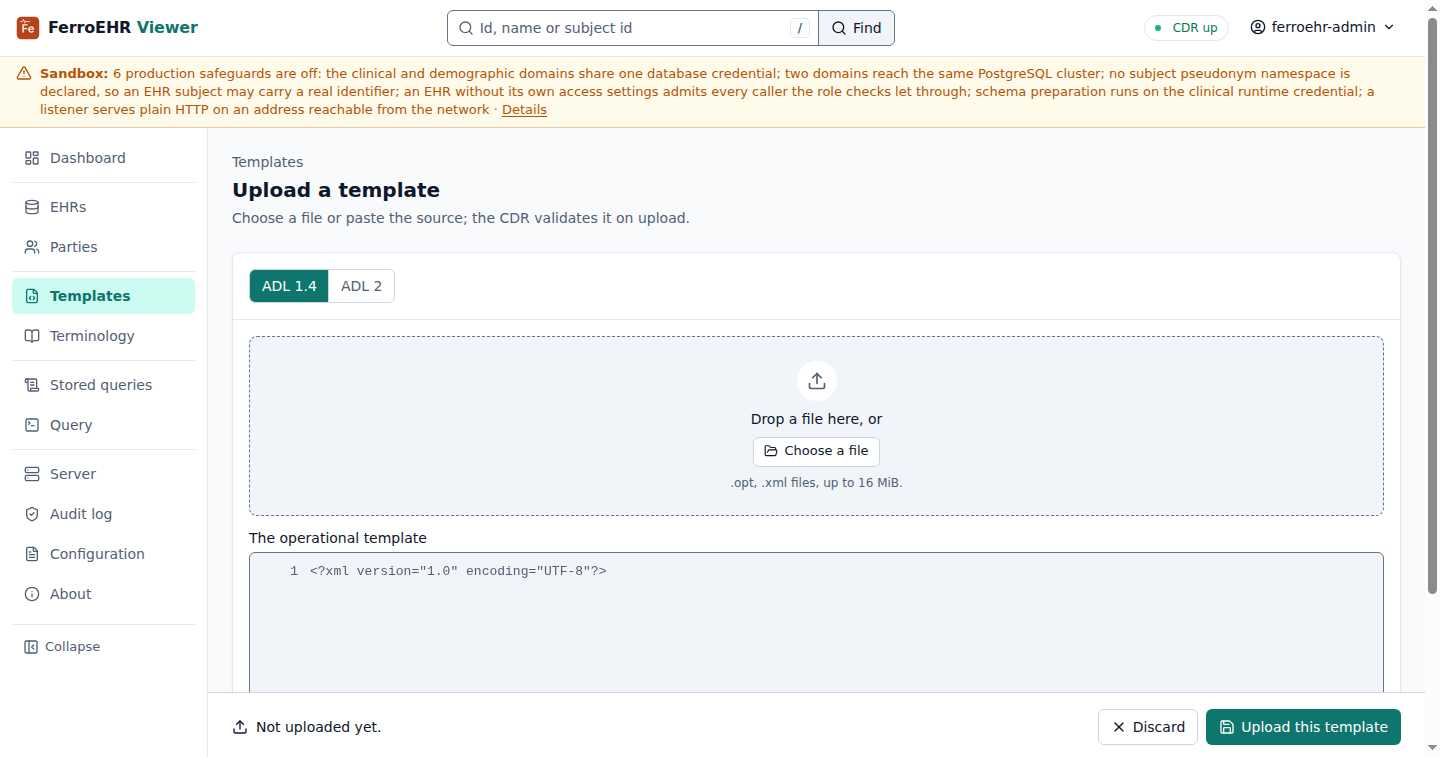 Fe FerroEHR Viewer
Id, name or subject id / Find
CDR up
ferroehr-admin
Sandbox: 6 production safeguards are off: the clinical and demographic domains share one database credential; two domains reach the same PostgreSQL cluster; no subject pseudonym namespace is
declared, so an EHR subject may carry a real identifier; an EHR without its own access settings admits every caller the role checks let through; schema preparation runs on the clinical runtime credential; a
listener serves plain HTTP on an address reachable from the network · Details
Dashboard
EHRs
Parties
Templates
Terminology
Stored queries
Query
Server
Audit log
Configuration
About
Collapse
Templates
Upload a template
Choose a file or paste the source; the CDR validates it on upload.
ADL 1.4 ADL 2
Drop a file here, or
Choose a file
.opt, .xml files, up to 16 MiB.
The operational template
1 <?xml version="1.0" encoding="UTF-8"?>
Not uploaded yet.
Discard
Upload this template